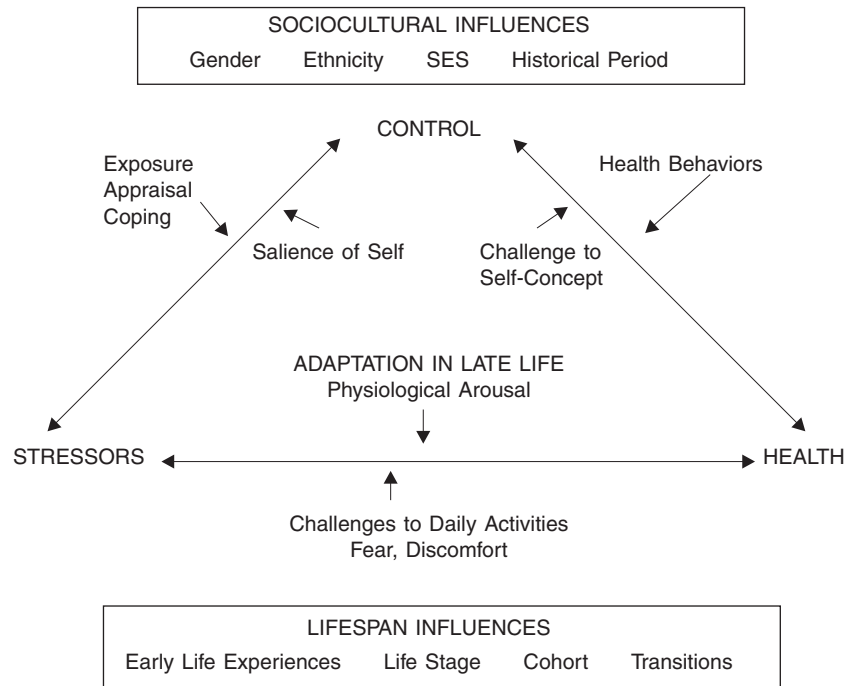 SOCIOCULTURAL INFLUENCES
Gender Ethnicity SES Historical Period
CONTROL
Exposure
Appraisal
Coping
Health Behaviors
Salience of Self
Challenge to
Self-Concept
ADAPTATION IN LATE LIFE
Physiological Arousal
STRESSORS
HEALTH
Challenges to Daily Activities
Fear, Discomfort
LIFESPAN INFLUENCES
Early Life Experiences Life Stage Cohort Transitions